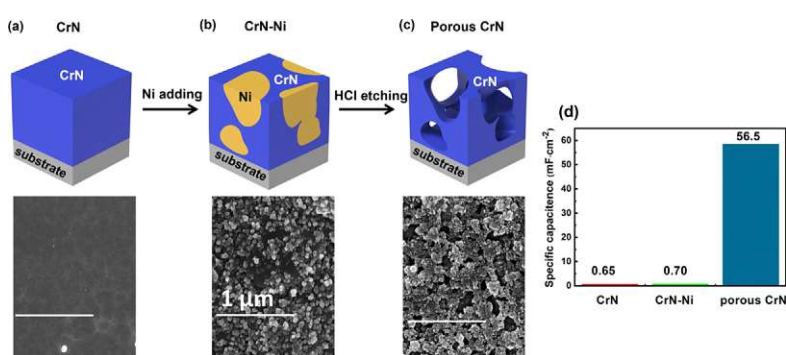 (a) CrN
(b) CrN-Ni
(c) Porous CrN
CrN
Ni adding
CrN
Ni
HCl etching
CrN
substrate
substrate
substrate
1 μm
(d)
Specific capacitence (mF·cm-2)
60
50
40
30
20
10
0
0.65
0.70
56.5
CrN
CrN-Ni
porous CrN